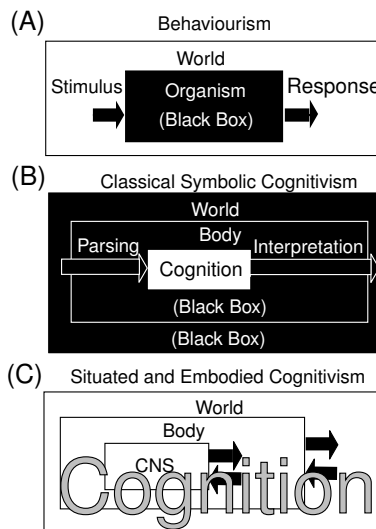 (A)
Behaviourism
World
Stimulus
Organism
Response
(Black Box)
(B)
Classical Symbolic Cognitivism
World
Body
Parsing
Interpretation
Cognition
(Black Box)
(Black Box)
(C)
Situated and Embodied Cognitivism
World
Body
CNS
Cognition